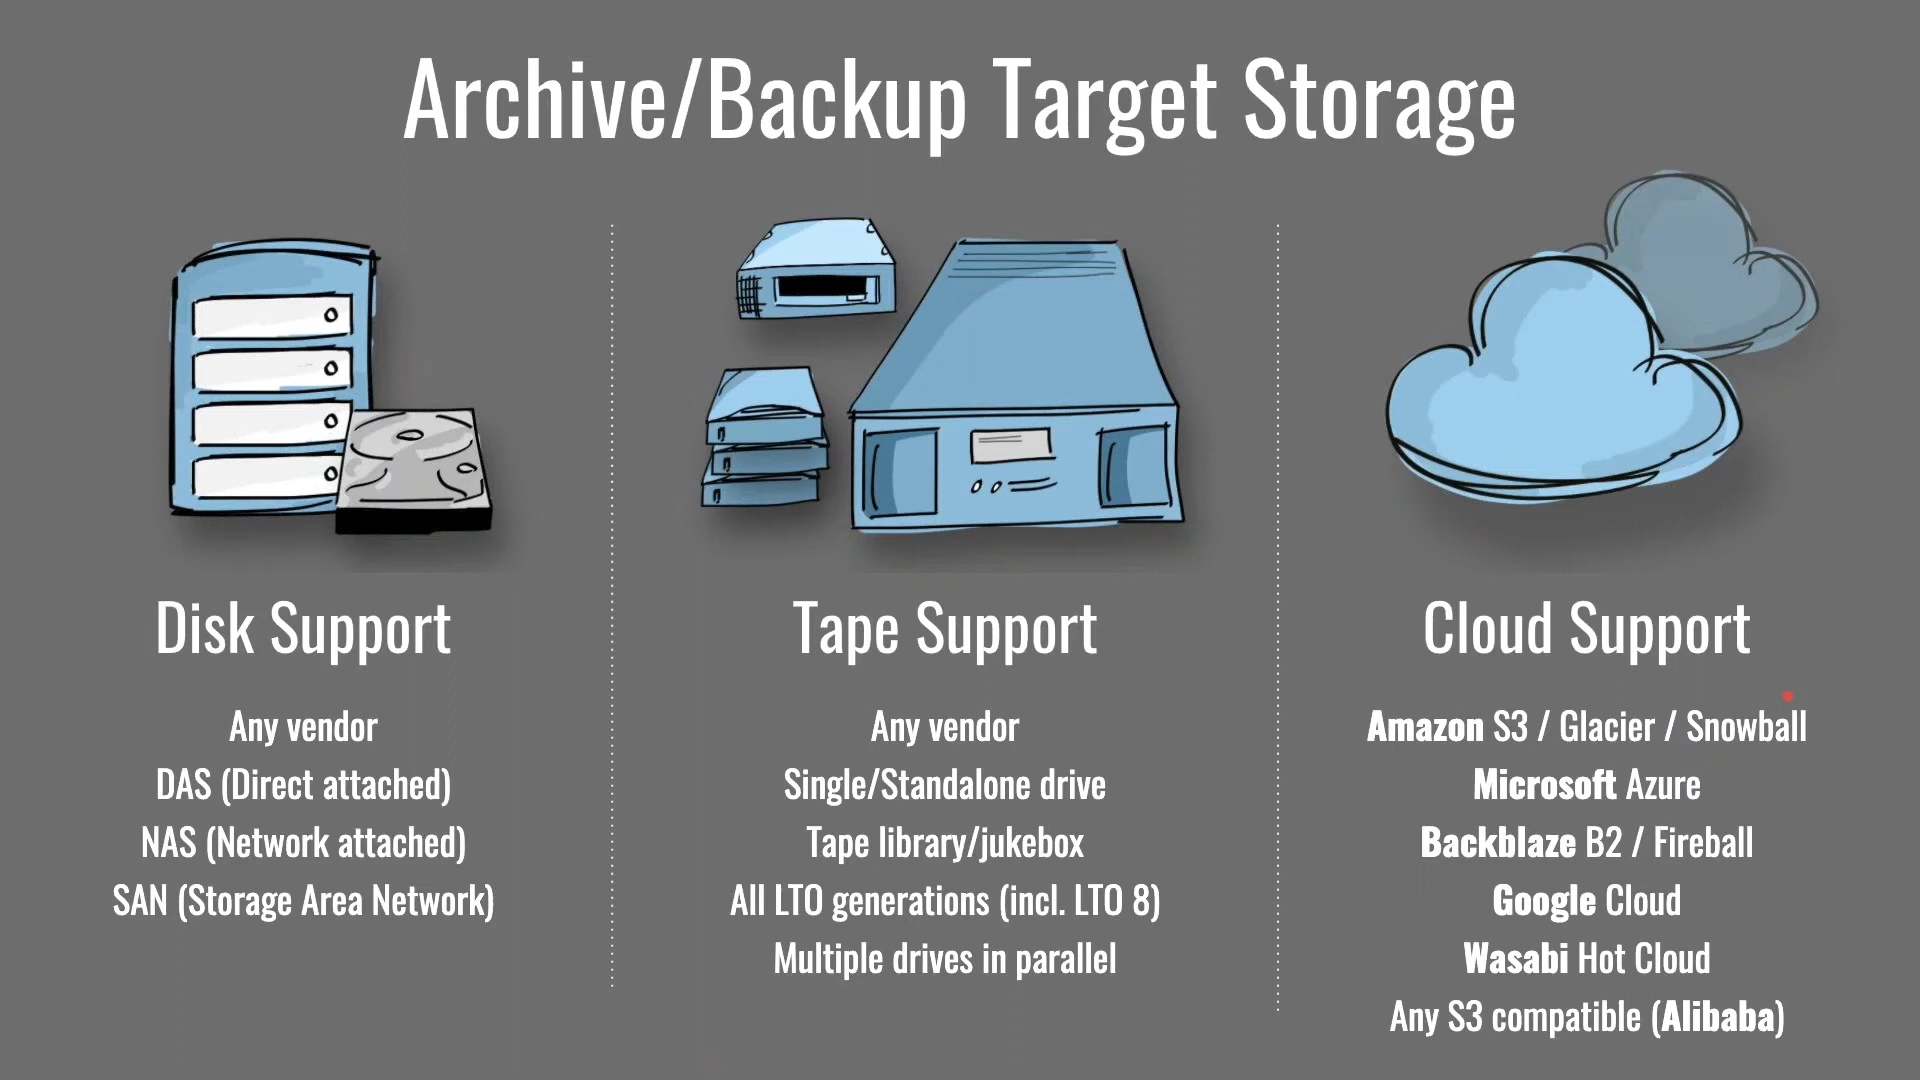 Archive/Backup Target Storage
Disk Support
Any vendor
DAS (Direct attached)
NAS (Network attached)
SAN (Storage Area Network)
Tape Support
Any vendor
Single/Standalone drive
Tape library/jukebox
All LTO generations (incl. LTO 8)
Multiple drives in parallel
Cloud Support
Amazon S3 / Glacier / Snowball
Microsoft Azure
Backblaze B2 / Fireball
Google Cloud
Wasabi Hot Cloud
Any S3 compatible (Alibaba)